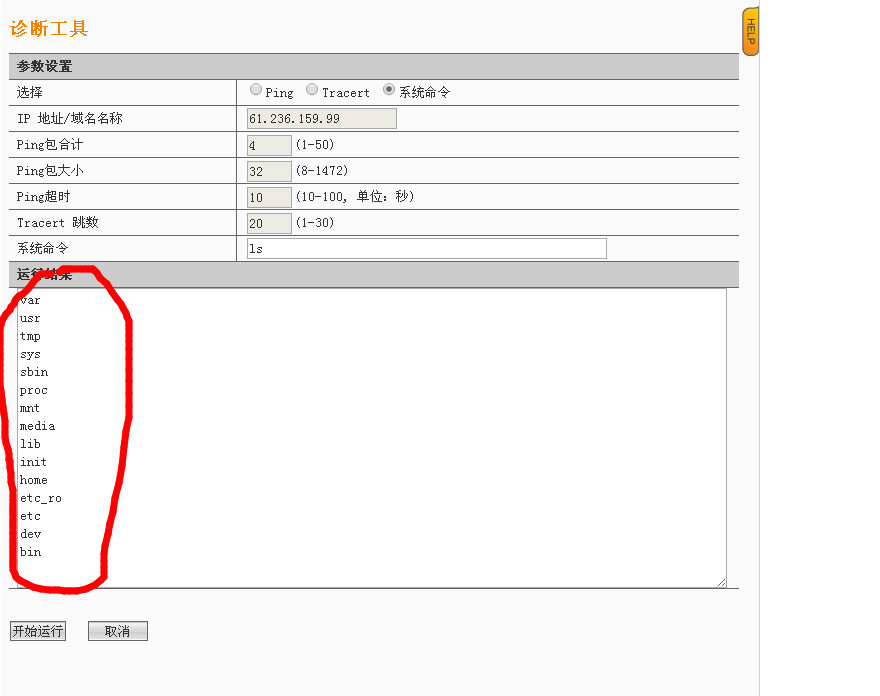 诊断工具
HELP
参数设置
选择 Ping Tracert 系统命令
IP 地址/域名名称 61.236.159.99
Ping包合计 4 (1-50)
Ping包大小 32 (8-1472)
Ping超时 10 (10-100, 单位: 秒)
Tracert 跳数 20 (1-30)
系统命令 ls
运行结果
var
usr
tmp
sys
sbin
proc
mnt
media
lib
init
home
etc_ro
etc
dev
bin
开始运行 取消